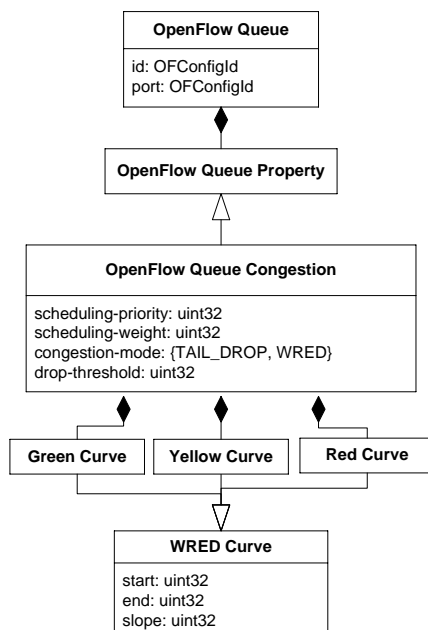 OpenFlow Queue
id: OFConfigId
port: OFConfigId
OpenFlow Queue Property
OpenFlow Queue Congestion
scheduling-priority: uint32
scheduling-weight: uint32
congestion-mode: {TAIL_DROP, WRED}
drop-threshold: uint32
Green Curve
Yellow Curve
Red Curve
WRED Curve
start: uint32
end: uint32
slope: uint32